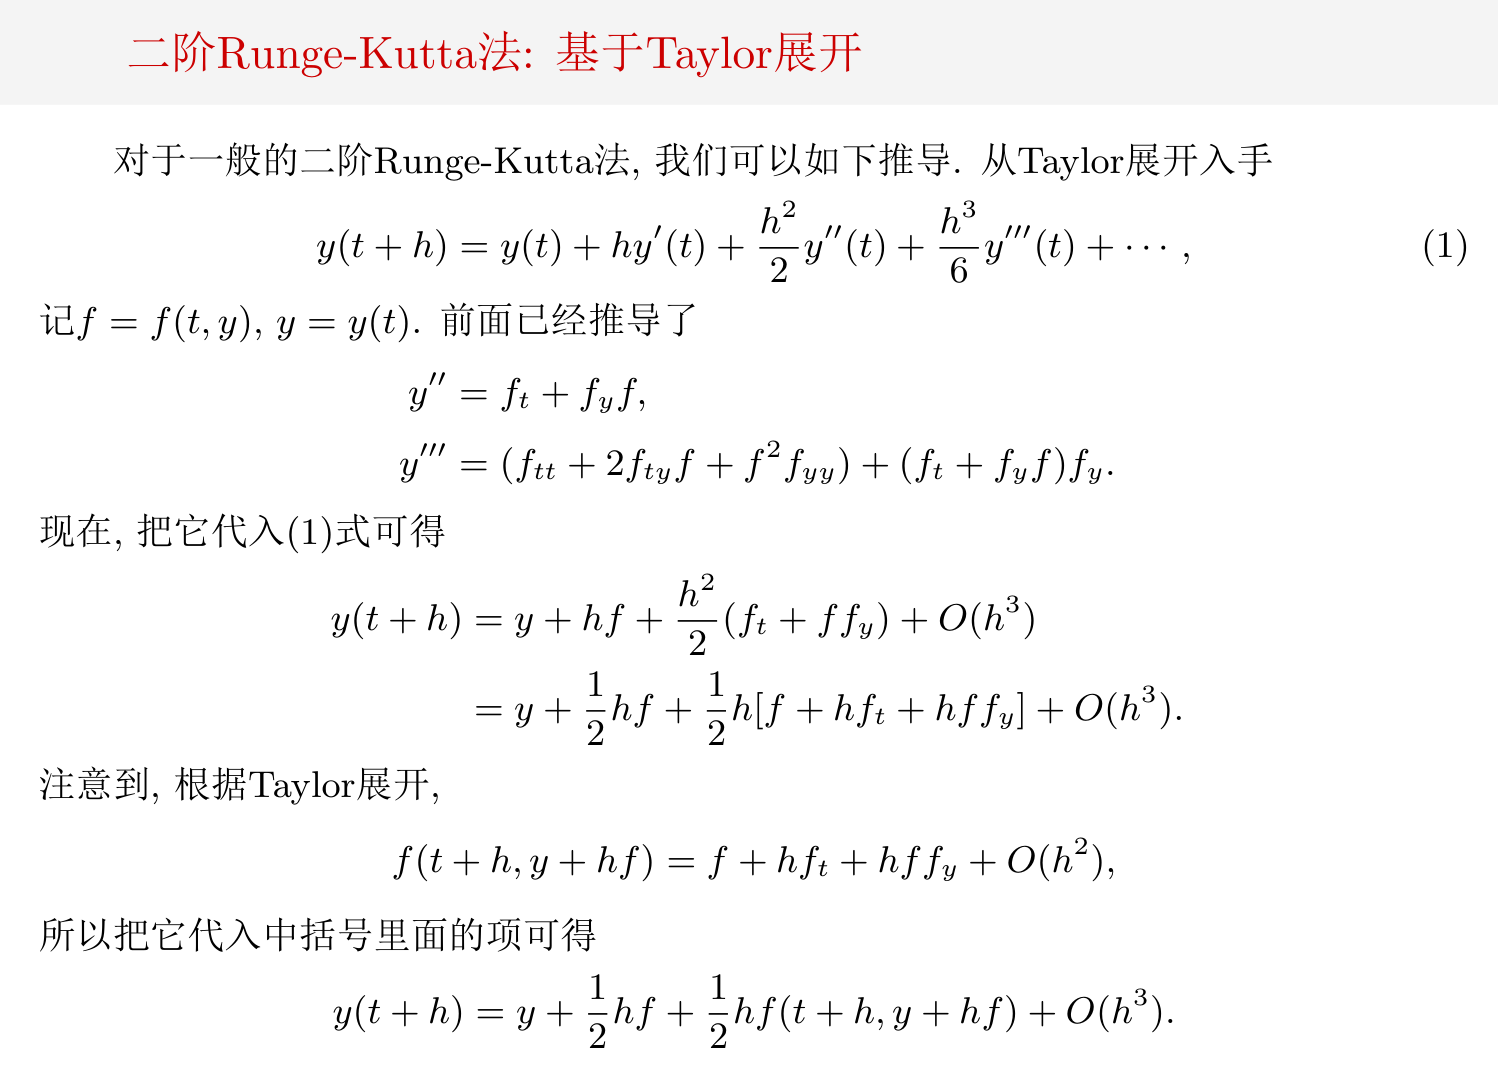 二阶Runge-Kutta法: 基于Taylor展开
对于一般的二阶Runge-Kutta法, 我们可以如下推导. 从Taylor展开入手
$y(t+h) = y(t) + hy'(t) + \frac{h^2}{2}y''(t) + \frac{h^3}{6}y'''(t) + \cdots,$ (1)
记$f = f(t, y)$, $y = y(t)$. 前面已经推导了
$y'' = f_t + f_y f,$
$y''' = (f_{tt} + 2f_{ty}f + f^2 f_{yy}) + (f_t + f_y f)f_y.$
现在, 把它代入(1)式可得
$y(t+h) = y + hf + \frac{h^2}{2}(f_t + f f_y) + O(h^3)$
$= y + \frac{1}{2}hf + \frac{1}{2}h[f + hf_t + hff_y] + O(h^3).$
注意到, 根据Taylor展开,
$f(t+h, y+hf) = f + hf_t + hff_y + O(h^2),$
所以把它代入中括号里面的项可得
$y(t+h) = y + \frac{1}{2}hf + \frac{1}{2}hf(t+h, y+hf) + O(h^3).$